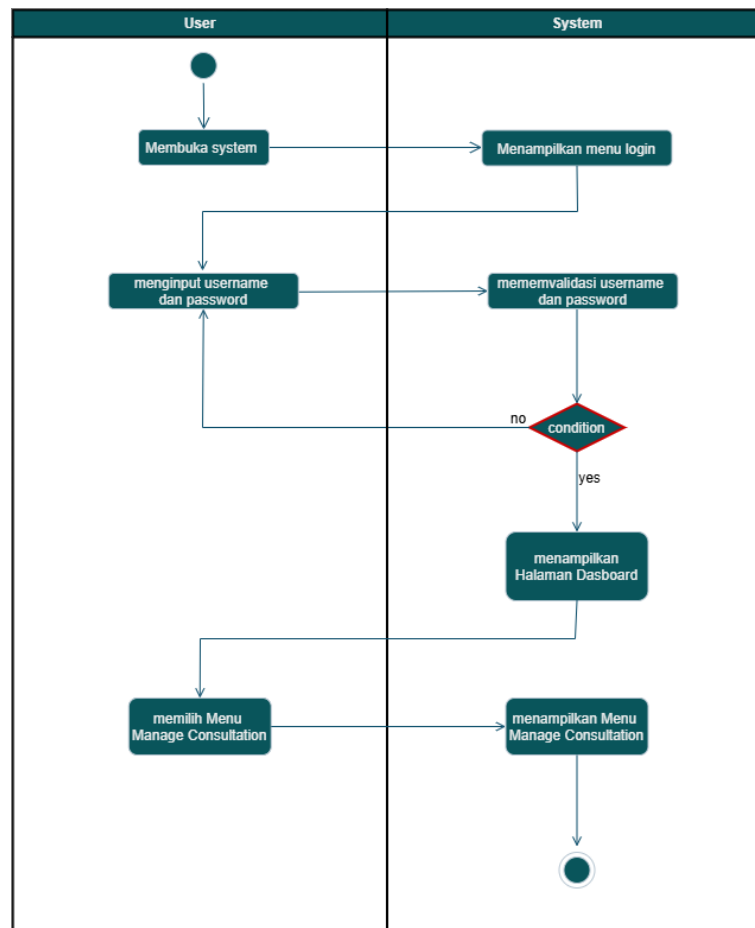 User
System
Membuka system
Menampilkan menu login
menginput username
dan password
mememvalidasi username
dan password
no
condition
yes
menampilkan
Halaman Dasboard
memilih Menu
Manage Consultation
menampilkan Menu
Manage Consultation